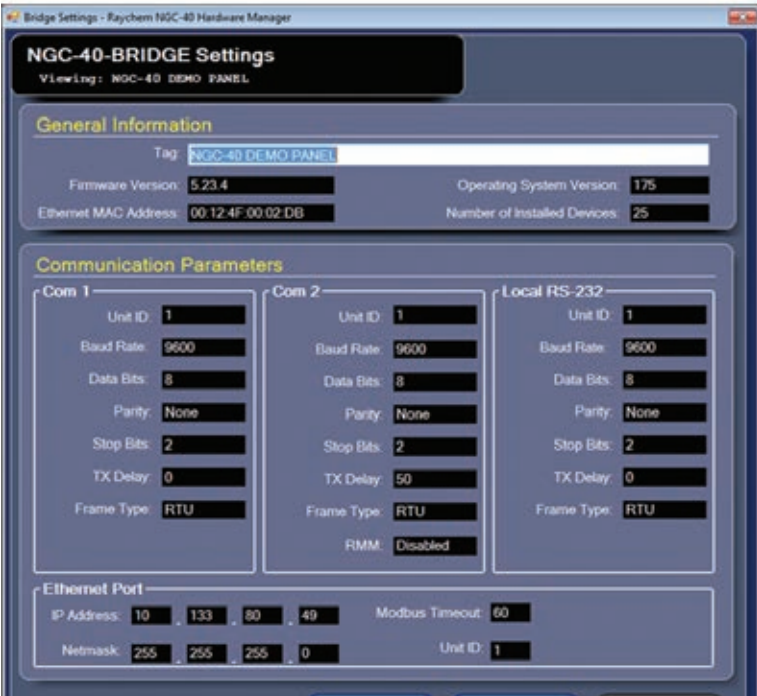 Bridge Settings - Raychem NGC-40 Hardware Manager
NGC-40-BRIDGE Settings
Viewing: NGC-40 DEMO PANEL
General Information
Tag: NGC-40 DEMO PANEL
Firmware Version: 5.23.4 Operating System Version: 175
Ethernet MAC Address: 00:12:4F:00:02:DB Number of Installed Devices: 25
Communication Parameters
Com 1
Unit ID: 1
Baud Rate: 9600
Data Bits: 8
Parity: None
Stop Bits: 2
TX Delay: 0
Frame Type: RTU
Com 2
Unit ID: 1
Baud Rate: 9600
Data Bits: 8
Parity: None
Stop Bits: 2
TX Delay: 50
Frame Type: RTU
RMM: Disabled
Local RS-232
Unit ID: 1
Baud Rate: 9600
Data Bits: 8
Parity: None
Stop Bits: 2
TX Delay: 0
Frame Type: RTU
Ethernet Port
IP Address: 10 . 133 . 80 . 49 Modbus Timeout: 60
Netmask: 255 . 255 . 255 . 0 Unit ID: 1